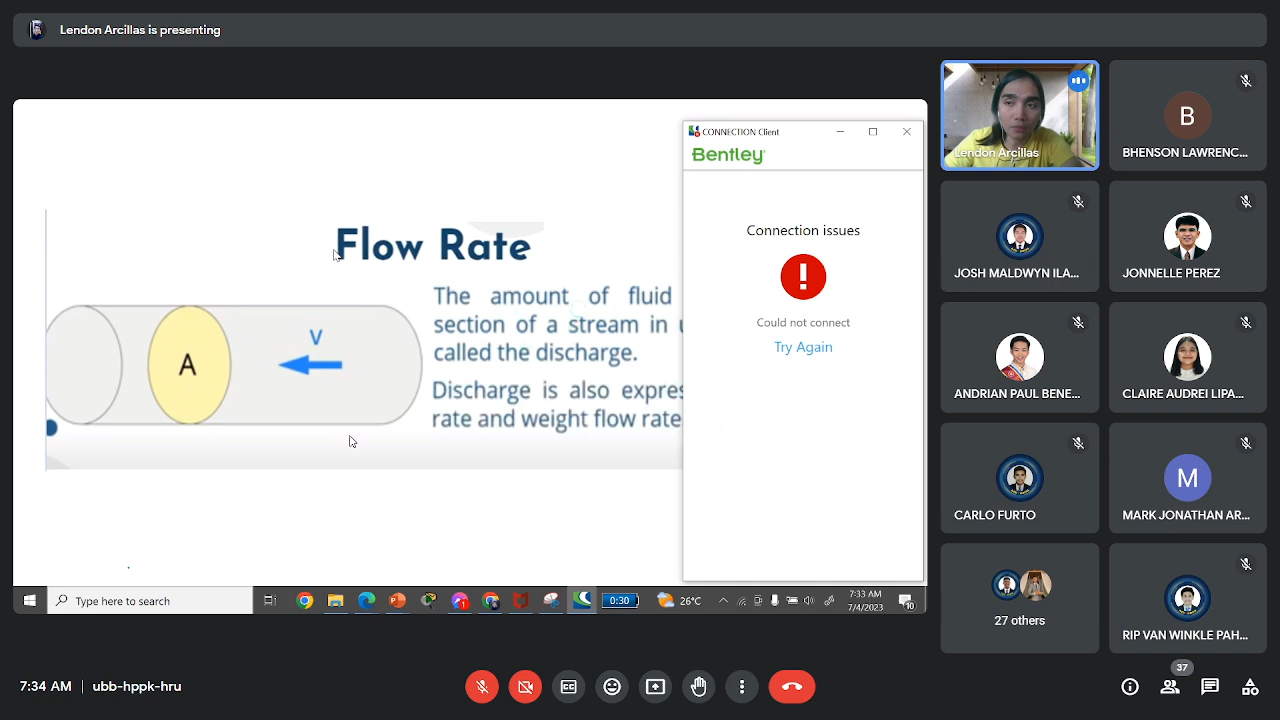 Lendon Arcillas is presenting
Flow Rate
The amount of fluid
section of a stream in
called the discharge.
Discharge is also expres
rate and weight flow rate
A
v
CONNECTION Client
Bentley
Connection issues
!
Could not connect
Try Again
Type here to search
0:30
26°C
7:33 AM
7/4/2023
10
Lendon Arcillas
B
BHENSON LAWRENC...
JOSH MALDWYN ILA...
JONNELLE PEREZ
ANDRIAN PAUL BENE...
CLAIRE AUDREI LIPA...
CARLO FURTO
M
MARK JONATHAN AR...
27 others
RIP VAN WINKLE PAH...
7:34 AM | ubb-hppk-hru
37